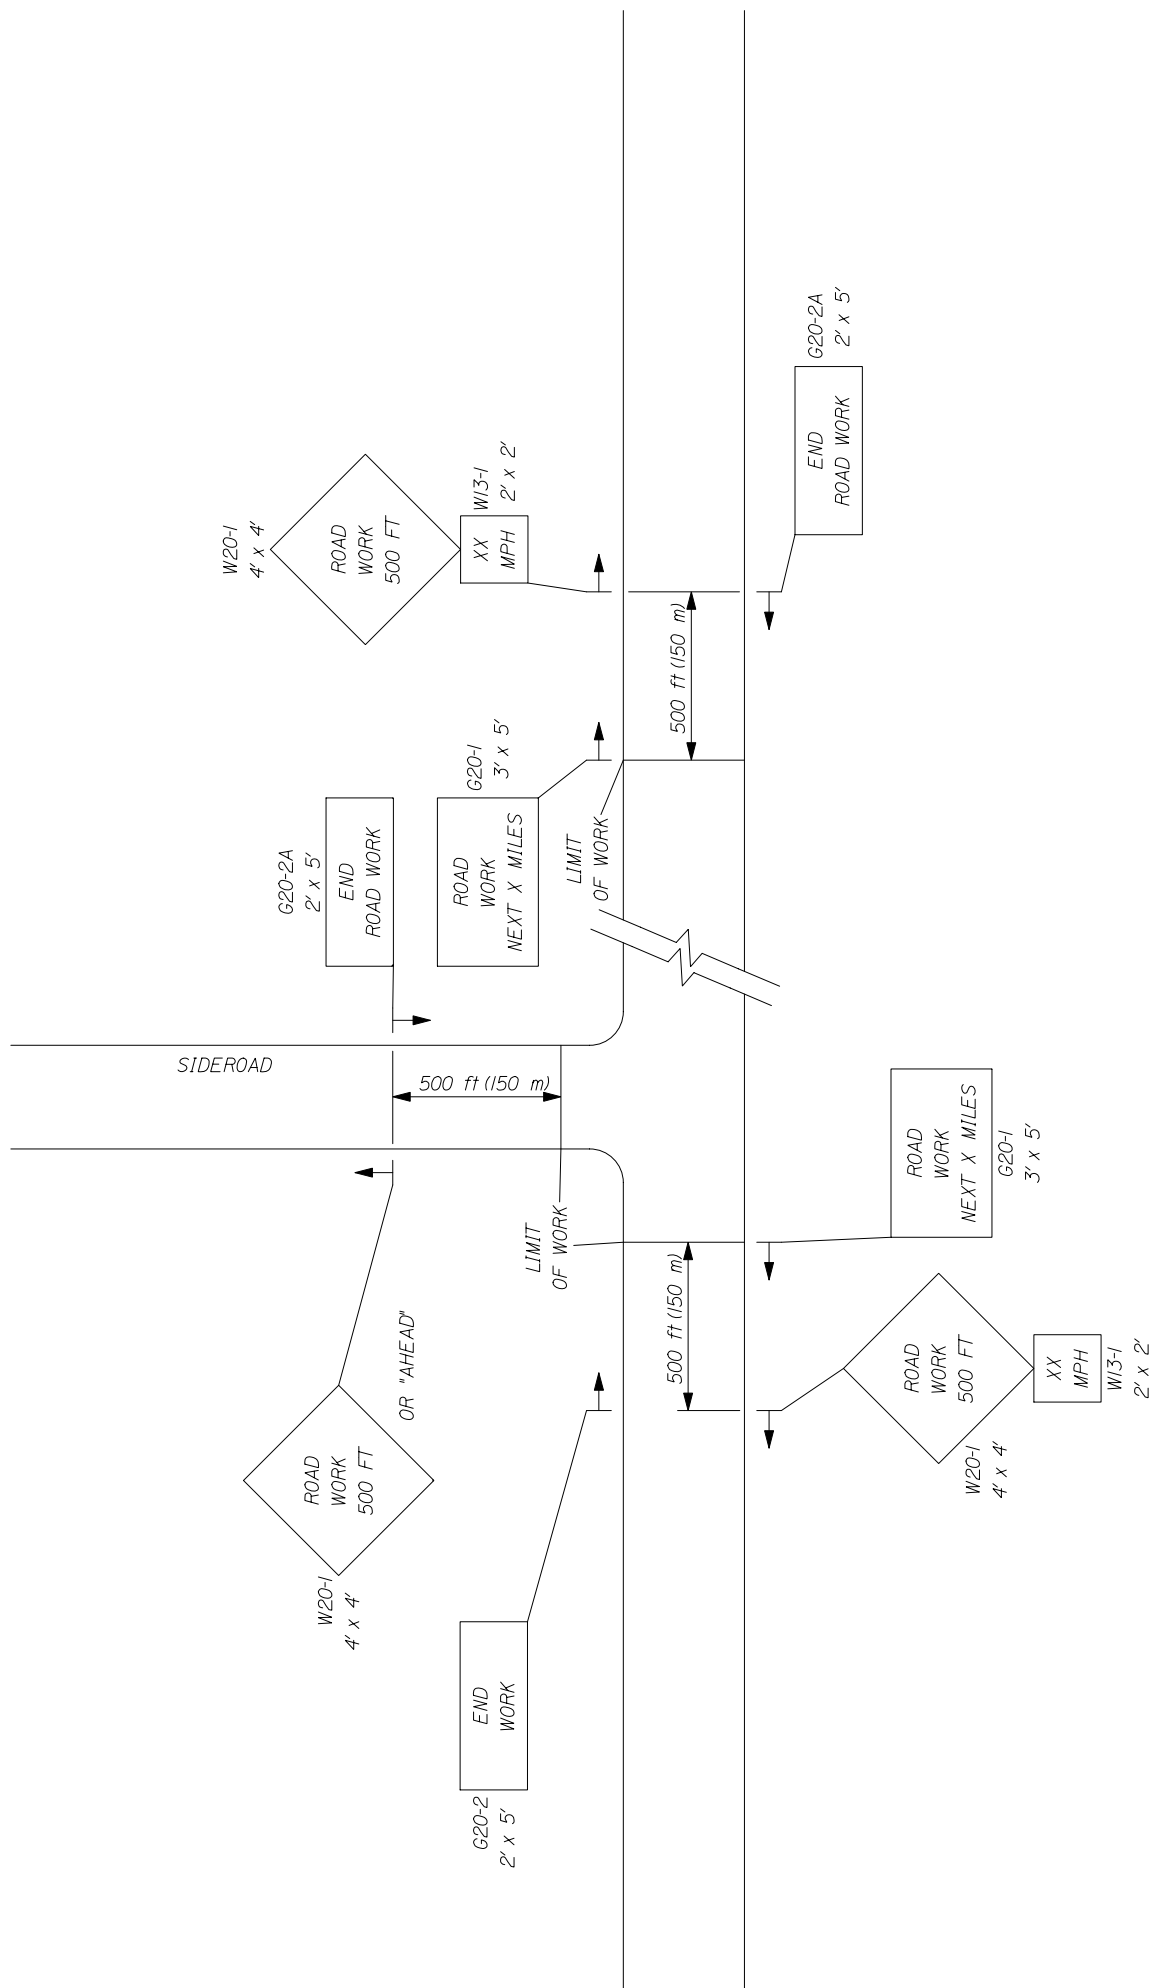 W20-1
4' x 4'
ROAD
WORK
500 FT
XX
MPH
W13-1
2' x 2'
G20-2A
2' x 5'
END
ROAD WORK
500 ft (150 m)
G20-1
3' x 5'
ROAD
WORK
NEXT X MILES
LIMIT
OF WORK
G20-2A
2' x 5'
END
ROAD WORK
SIDEROAD
500 ft (150 m)
LIMIT
OF WORK
500 ft (150 m)
ROAD
WORK
NEXT X MILES
G20-1
3' x 5'
ROAD
WORK
500 FT
W20-1
4' x 4'
XX
MPH
W13-1
2' x 2'
OR "AHEAD"
ROAD
WORK
500 FT
W20-1
4' x 4'
END
WORK
G20-2
2' x 5'